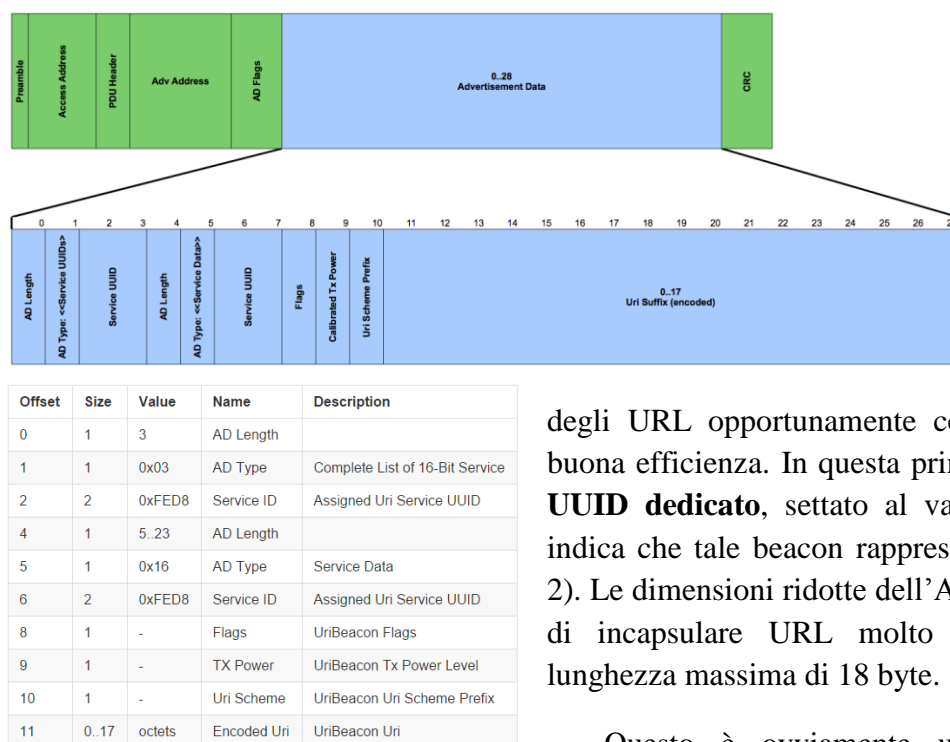 Preamble
Access Address
PDU Header
Adv Address
AD Flags
0..28
Advertisement Data
CRC
0 1 2 3 4 5 6 7 8 9 10 11 12 13 14 15 16 17 18 19 20 21 22 23 24 25 26
AD Length
AD Type: <<Service UUIDs>
Service UUID
AD Length
AD Type: <<Service Data>>
Service UUID
Flags
Calibrated Tx Power
Uri Scheme Prefix
0..17
Uri Suffix (encoded)
Offset Size Value Name Description
0 1 3 AD Length
1 1 0x03 AD Type Complete List of 16-Bit Service
2 2 0xFED8 Service ID Assigned Uri Service UUID
4 1 5..23 AD Length
5 1 0x16 AD Type Service Data
6 2 0xFED8 Service ID Assigned Uri Service UUID
8 1 - Flags UriBeacon Flags
9 1 - TX Power UriBeacon Tx Power Level
10 1 - Uri Scheme UriBeacon Uri Scheme Prefix
11 0..17 octets Encoded Uri UriBeacon Uri
degli URL opportunamente
buona efficienza. In questa
UUID dedicato, settato al
indica che tale beacon
2). Le dimensioni ridotte
di incapsulare URL molto
lunghezza massima di 18 byte.
Questo è ovviamente